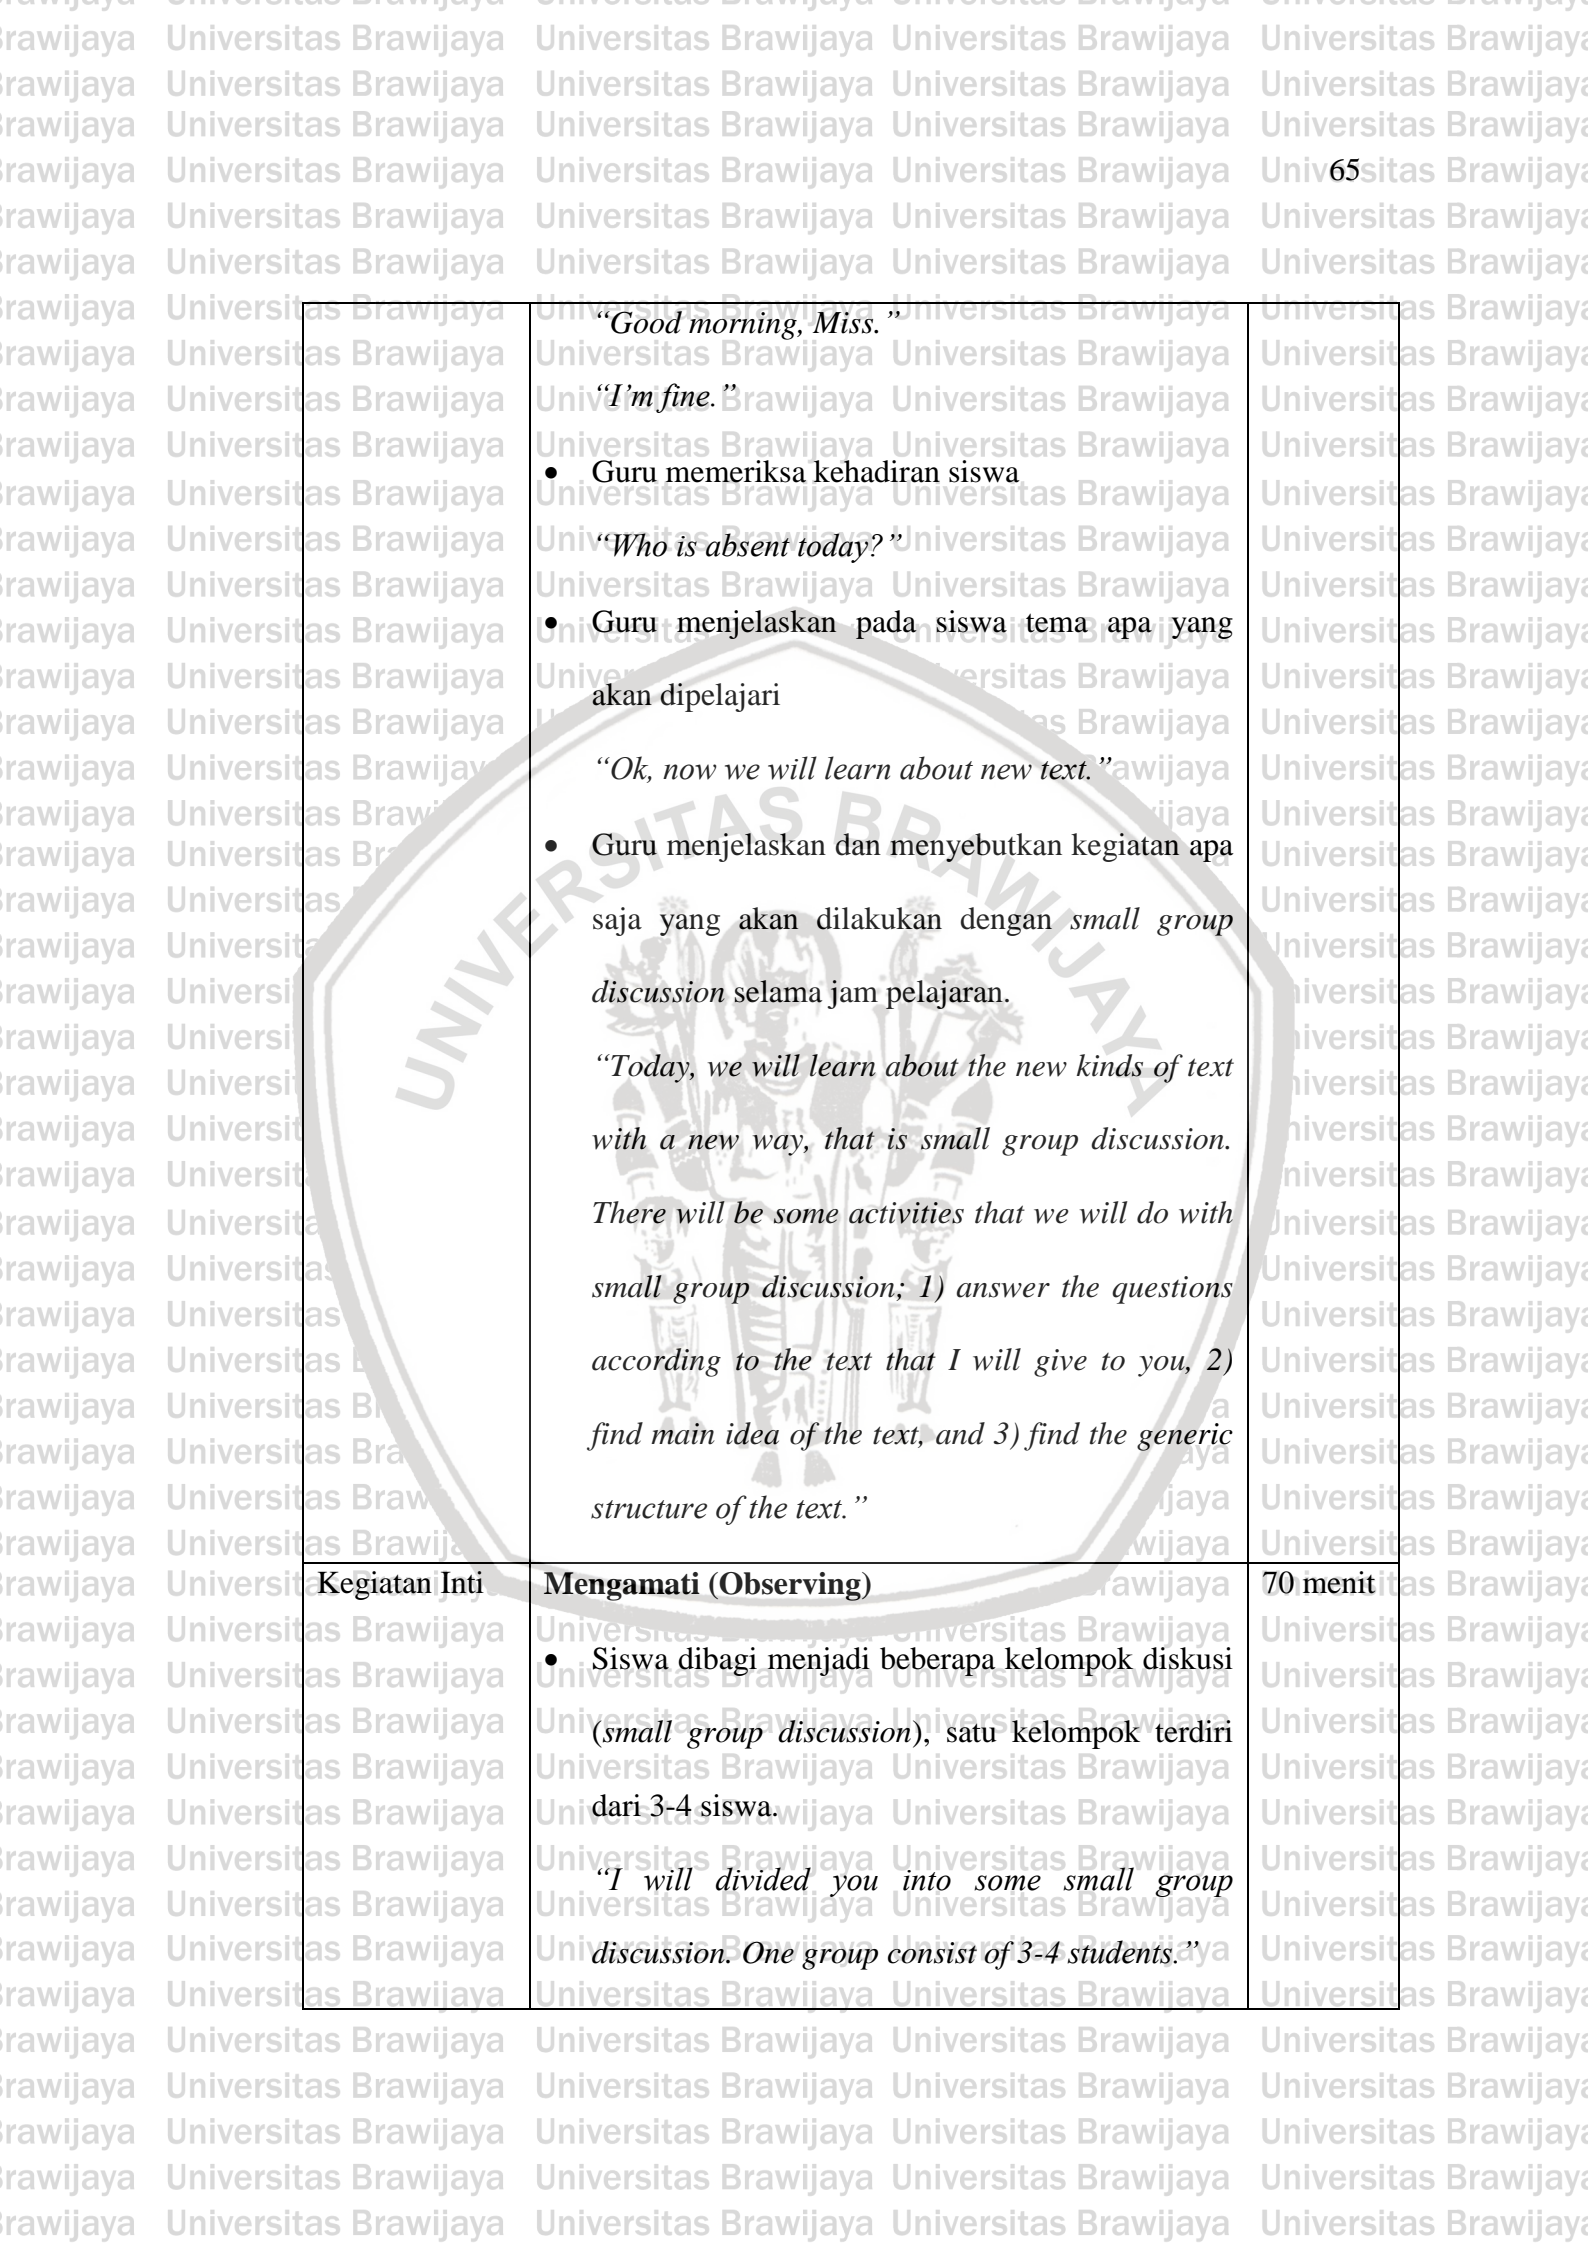 65
“Good morning, Miss.”
“I’m fine.”
• Guru memeriksa kehadiran siswa
“Who is absent today?”
• Guru menjelaskan pada siswa tema apa yang
akan dipelajari
“Ok, now we will learn about new text.”
• Guru menjelaskan dan menyebutkan kegiatan apa
saja yang akan dilakukan dengan small group
discussion selama jam pelajaran.
“Today, we will learn about the new kinds of text
with a new way, that is small group discussion.
There will be some activities that we will do with
small group discussion; 1) answer the questions
according to the text that I will give to you, 2)
find main idea of the text, and 3) find the generic
structure of the text.”
Kegiatan Inti
Mengamati (Observing)
70 menit
• Siswa dibagi menjadi beberapa kelompok diskusi
(small group discussion), satu kelompok terdiri
dari 3-4 siswa.
“I will divided you into some small group
discussion. One group consist of 3-4 students.”
UNIVERSITAS BRAWIJAYA